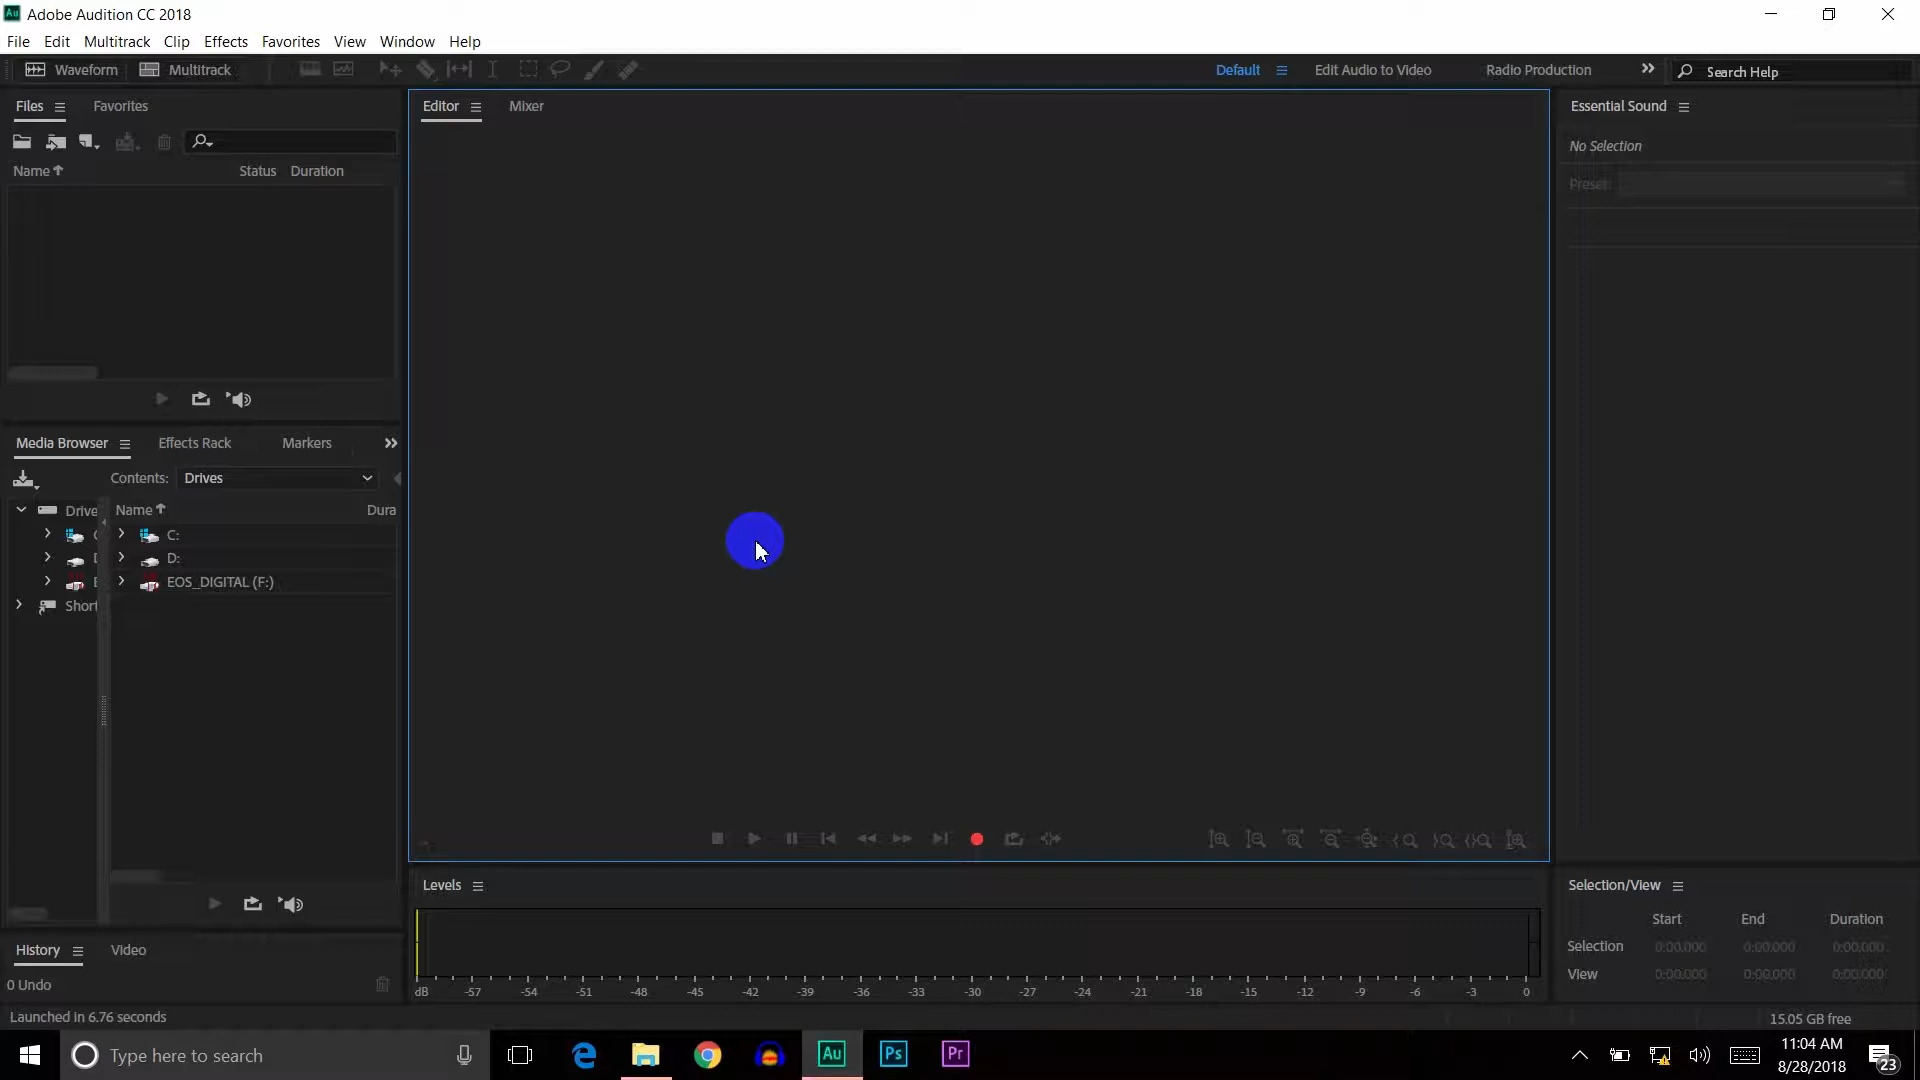 Au Adobe Audition CC 2018
File Edit Multitrack Clip Effects Favorites View Window Help
Waveform Multitrack Default Edit Audio to Video Radio Production Search Help
Files Favorites
Name Status Duration
Editor Mixer
Essential Sound
No Selection
Preset:
Media Browser Effects Rack Markers
Contents: Drives
Drive Name Dura
C:
D:
E EOS_DIGITAL (F:)
Short
Levels
dB -57 -54 -51 -48 -45 -42 -39 -36 -33 -30 -27 -24 -21 -18 -15 -12 -9 -6 -3 0
Selection/View
Start End Duration
Selection 0:00.000 0:00.000 0:00.000
View 0:00.000 0:00.000 0:00.000
History Video
0 Undo
Launched in 6.76 seconds
15.05 GB free
Type here to search
Au Ps Pr
11:04 AM
8/28/2018
23